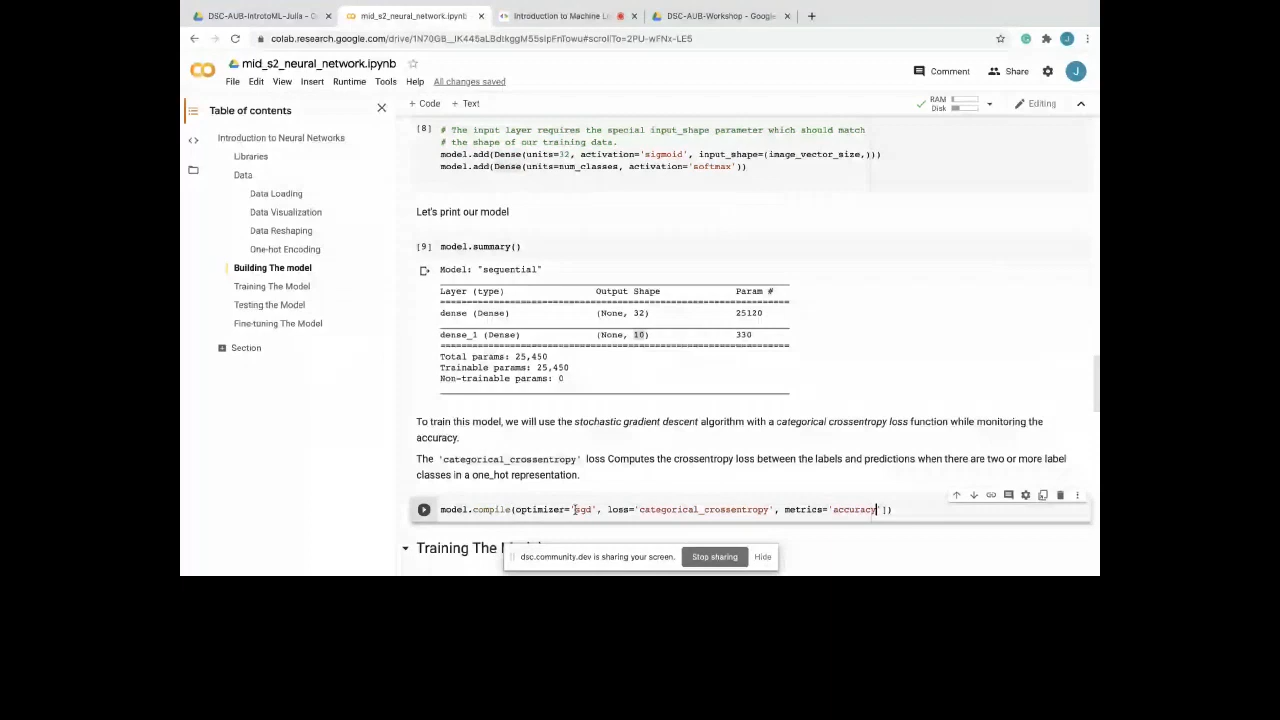 DSC-AUB-IntrotoML-Julia - G
mid_s2_neural_network.ipynb
Introduction to Machine Le
DSC-AUB-Workshop - Google
colab.research.google.com/drive/1N70GB__IK445aLBdtkggM55sIpFnTowu#scrollTo=2PU-wFNx-LE5
mid_s2_neural_network.ipynb
Comment
Share
J
File Edit View Insert Runtime Tools Help All changes saved
Table of contents
+ Code + Text
RAM
Disk
Editing
Introduction to Neural Networks
Libraries
Data
Data Loading
Data Visualization
Data Reshaping
One-hot Encoding
Building The model
Training The Model
Testing the Model
Fine-tuning The Model
Section
[8] # The input layer requires the special input_shape parameter which should match
# the shape of our training data.
model.add(Dense(units=32, activation='sigmoid', input_shape=(image_vector_size,)))
model.add(Dense(units=num_classes, activation='softmax'))
Let's print our model
[9] model.summary()
Model: "sequential"
Layer (type) Output Shape Param #
dense (Dense) (None, 32) 25120
dense_1 (Dense) (None, 10) 330
Total params: 25,450
Trainable params: 25,450
Non-trainable params: 0
To train this model, we will use the stochastic gradient descent algorithm with a categorical crossentropy loss function while monitoring the
accuracy.
The 'categorical_crossentropy' loss Computes the crossentropy loss between the labels and predictions when there are two or more label
classes in a one_hot representation.
model.compile(optimizer='sgd', loss='categorical_crossentropy', metrics='accuracy'])
Training The M
dsc.community.dev is sharing your screen. Stop sharing Hide